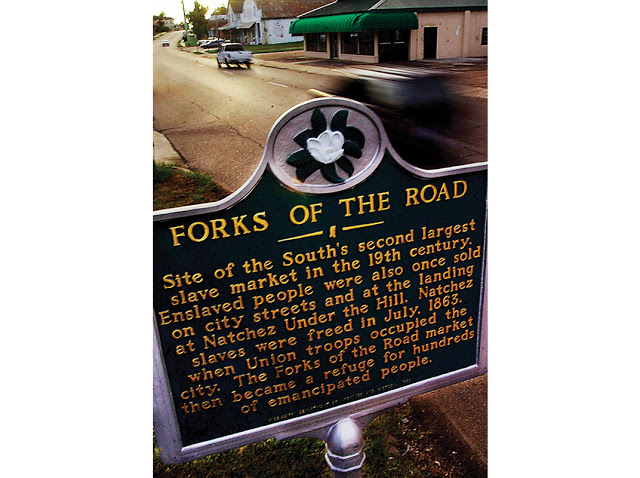 FORKS OF THE ROAD
Site of the South's second largest
slave market in the 19th century.
Enslaved people were also once sold
on city streets and at the landing
at Natchez Under the Hill. Natchez
slaves were freed in July, 1863.
when Union troops occupied the
city. The Forks of the Road market
then became a refuge for hundreds
of emancipated people.